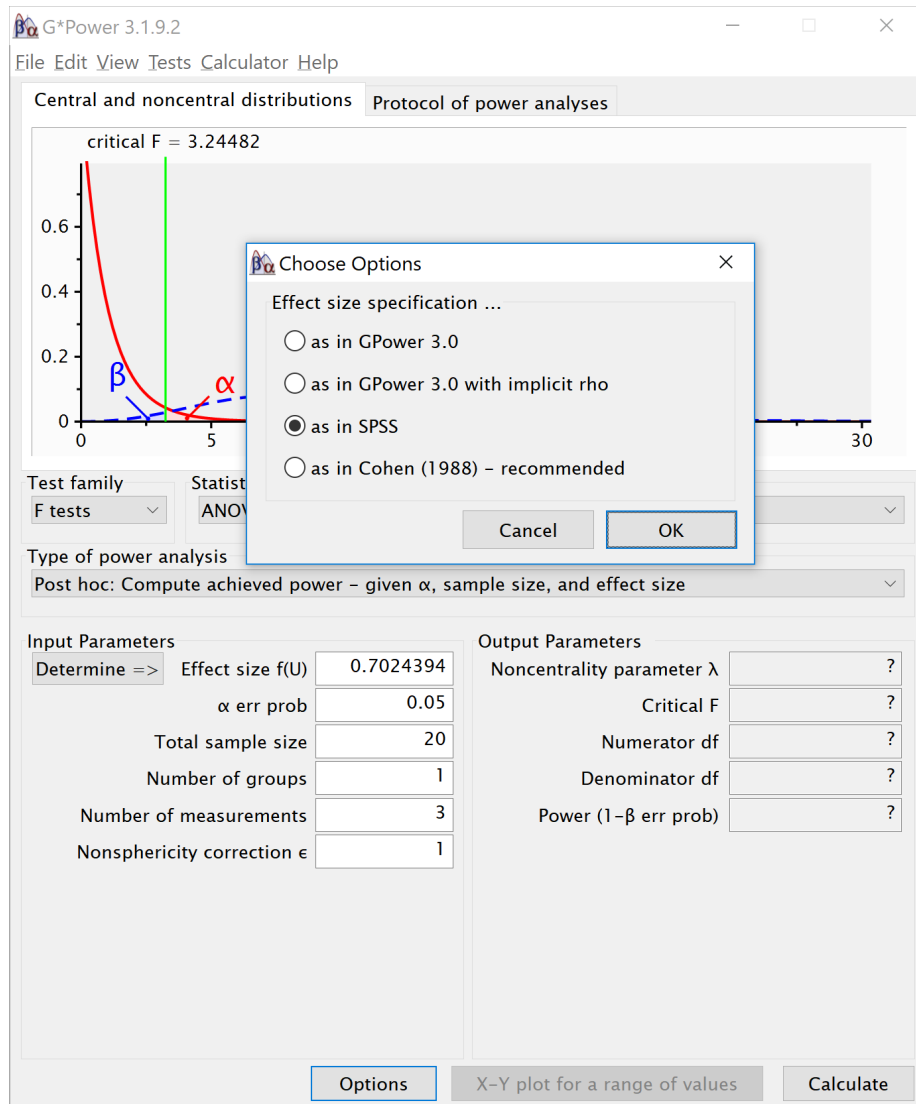 G*Power 3.1.9.2
File Edit View Tests Calculator Help
Central and noncentral distributions
Protocol of power analyses
critical F = 3.24482
0.6
0.4
0.2
0
β
α
0
5
30
βα Choose Options
Effect size specification ...
as in GPower 3.0
as in GPower 3.0 with implicit rho
as in SPSS
as in Cohen (1988) – recommended
Cancel
OK
Test family
Statist
F tests
ANOV
Type of power analysis
Post hoc: Compute achieved power – given α, sample size, and effect size
Input Parameters
Determine => Effect size f(U) 0.7024394
α err prob 0.05
Total sample size 20
Number of groups 1
Number of measurements 3
Nonsphericity correction ϵ 1
Output Parameters
Noncentrality parameter λ ?
Critical F ?
Numerator df ?
Denominator df ?
Power (1–β err prob) ?
Options
X–Y plot for a range of values
Calculate